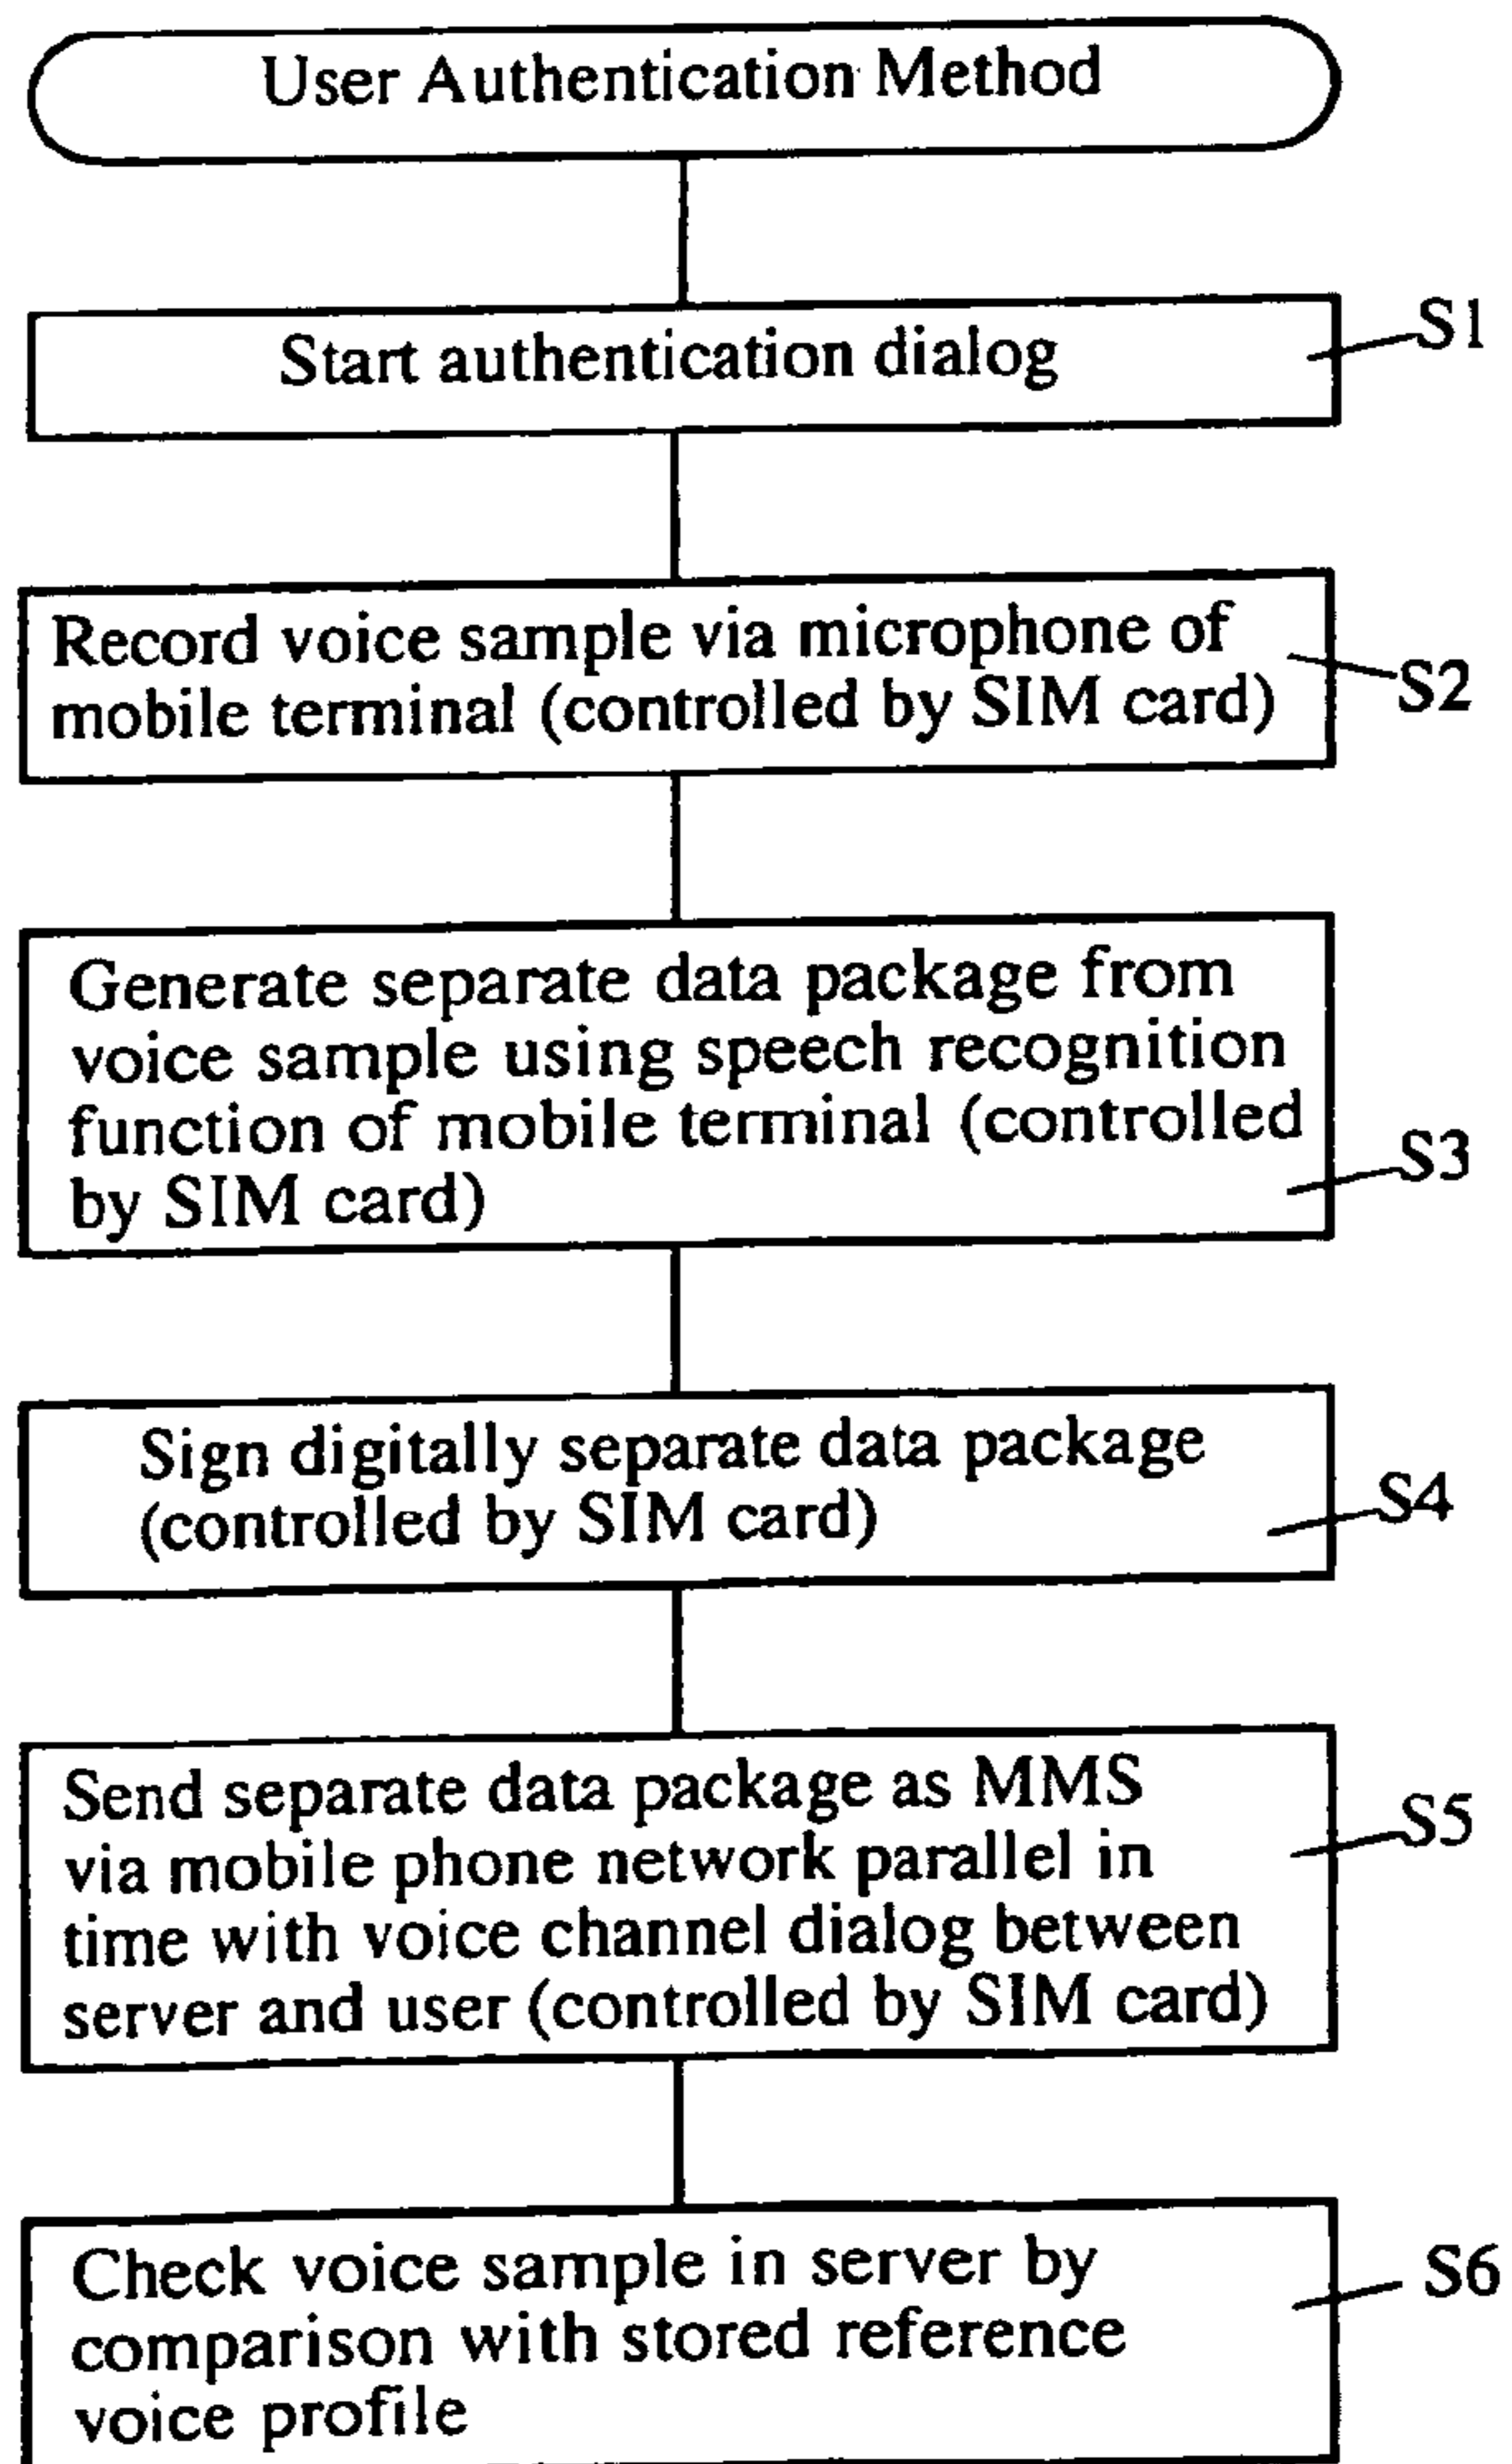 User Authentication Method
Start authentication dialog
S1
Record voice sample via microphone of
mobile terminal (controlled by SIM card)
S2
Generate separate data package from
voice sample using speech recognition
function of mobile terminal (controlled
by SIM card)
S3
Sign digitally separate data package
(controlled by SIM card)
S4
Send separate data package as MMS
via mobile phone network parallel in
time with voice channel dialog between
server and user (controlled by SIM card)
S5
Check voice sample in server by
comparison with stored reference
voice profile
S6